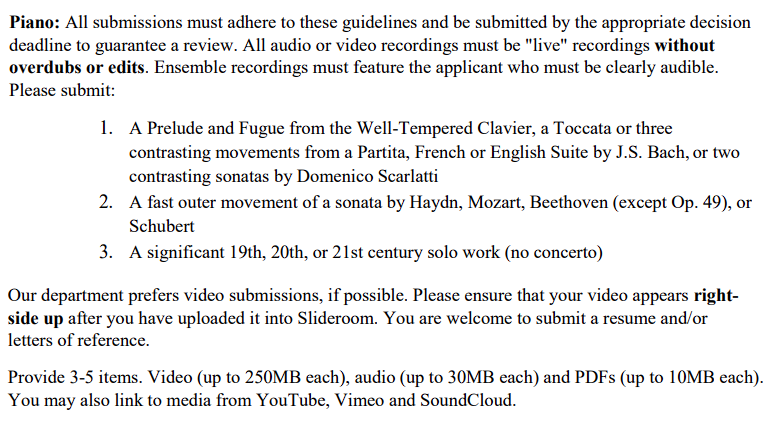 Piano: All submissions must adhere to these guidelines and be submitted by the appropriate decision
deadline to guarantee a review. All audio or video recordings must be "live" recordings without
overdubs or edits. Ensemble recordings must feature the applicant who must be clearly audible.
Please submit:
1. A Prelude and Fugue from the Well-Tempered Clavier, a Toccata or three
contrasting movements from a Partita, French or English Suite by J.S. Bach, or two
contrasting sonatas by Domenico Scarlatti
2. A fast outer movement of a sonata by Haydn, Mozart, Beethoven (except Op. 49), or
Schubert
3. A significant 19th, 20th, or 21st century solo work (no concerto)
Our department prefers video submissions, if possible. Please ensure that your video appears right-
side up after you have uploaded it into Slideroom. You are welcome to submit a resume and/or
letters of reference.
Provide 3-5 items. Video (up to 250MB each), audio (up to 30MB each) and PDFs (up to 10MB each).
You may also link to media from YouTube, Vimeo and SoundCloud.